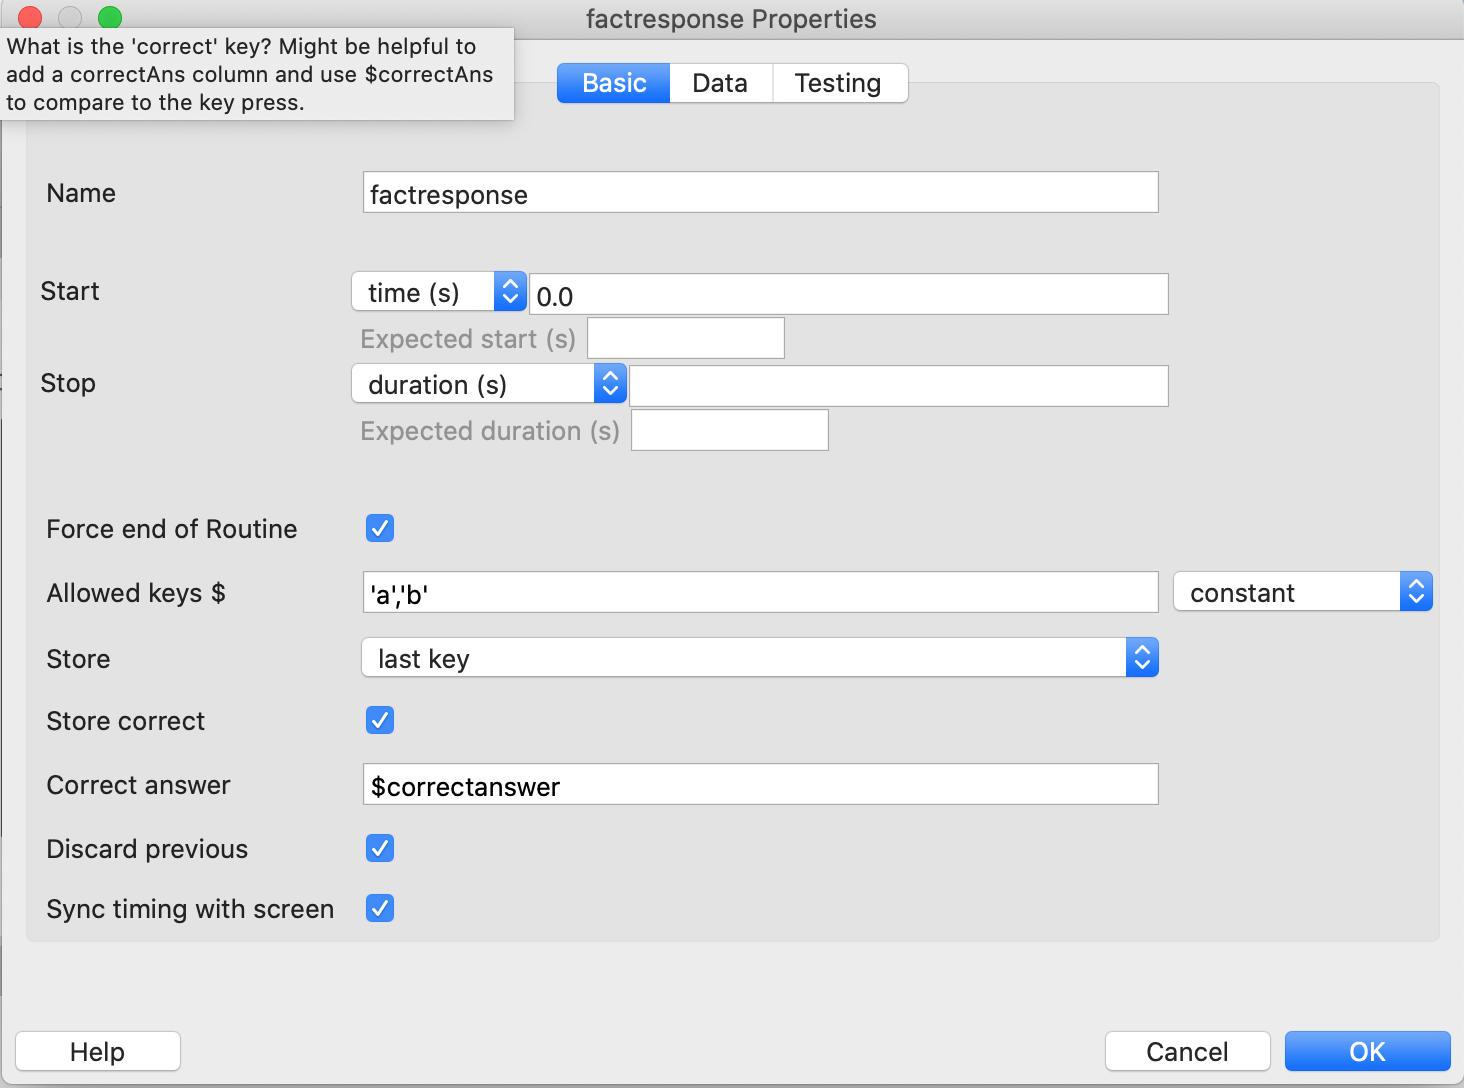 factresponse Properties
What is the 'correct' key? Might be helpful to
add a correctAns column and use $correctAns
to compare to the key press.
Basic Data Testing
Name factresponse
Start time (s) 0.0
Expected start (s)
Stop duration (s)
Expected duration (s)
Force end of Routine
Allowed keys $ 'a','b' constant
Store last key
Store correct
Correct answer $correctanswer
Discard previous
Sync timing with screen
Help Cancel OK